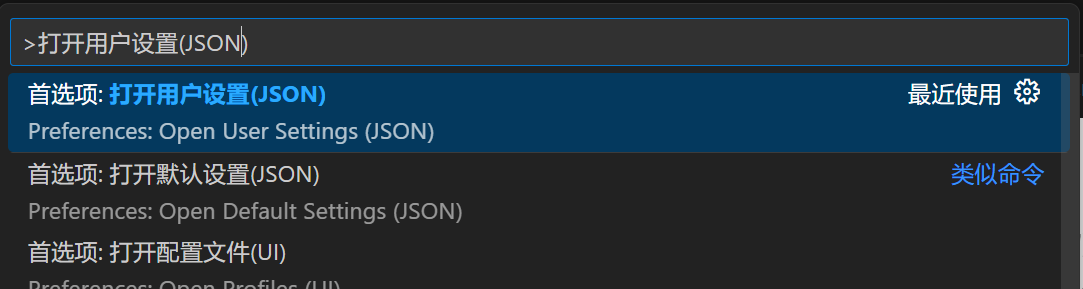 >打开用户设置(JSON)
首选项: 打开用户设置(JSON) 最近使用
Preferences: Open User Settings (JSON)
首选项: 打开默认设置(JSON) 类似命令
Preferences: Open Default Settings (JSON)
首选项: 打开配置文件(UI)
Preferences: Open Profiles (UI)